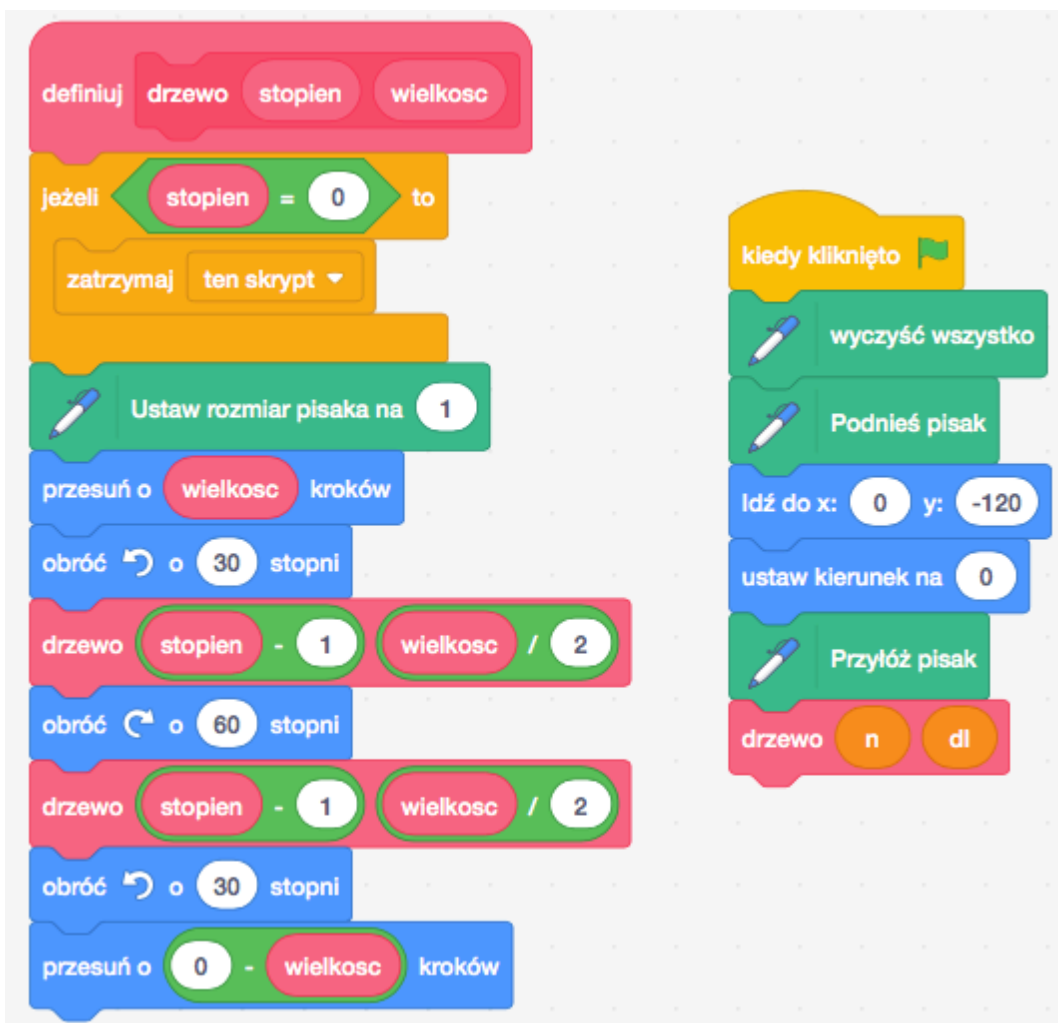 definiuj drzewo stopien wielkosc
jeżeli stopien = 0 to
zatrzymaj ten skrypt
Ustaw rozmiar pisaka na 1
przesuń o wielkosc kroków
obróć o 30 stopni
drzewo stopien - 1 wielkosc / 2
obróć o 60 stopni
drzewo stopien - 1 wielkosc / 2
obróć o 30 stopni
przesuń o 0 - wielkosc kroków
kiedy kliknięto
wyczyść wszystko
Podnieś pisak
Idź do x: 0 y: -120
ustaw kierunek na 0
Przyłóż pisak
drzewo n dl